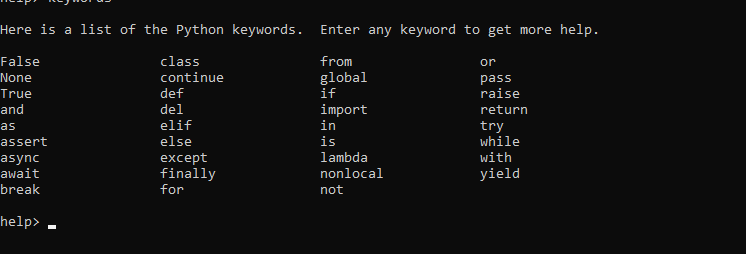 help> keywords
Here is a list of the Python keywords.  Enter any keyword to get more help.
False               class               from                or
None                continue            global              pass
True                def                 if                  raise
and                 del                 import              return
as                  elif                in                  try
assert              else                is                  while
async               except              lambda              with
await               finally             nonlocal            yield
break               for                 not
help>